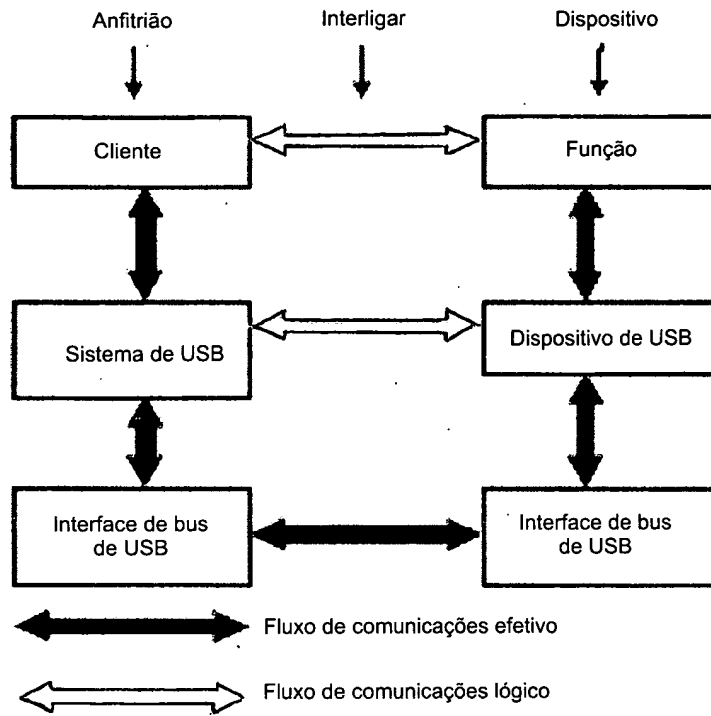 Anfitrião
Interligar
Dispositivo
Cliente
Função
Sistema de USB
Dispositivo de USB
Interface de bus
de USB
Interface de bus
de USB
Fluxo de comunicações efetivo
Fluxo de comunicações lógico